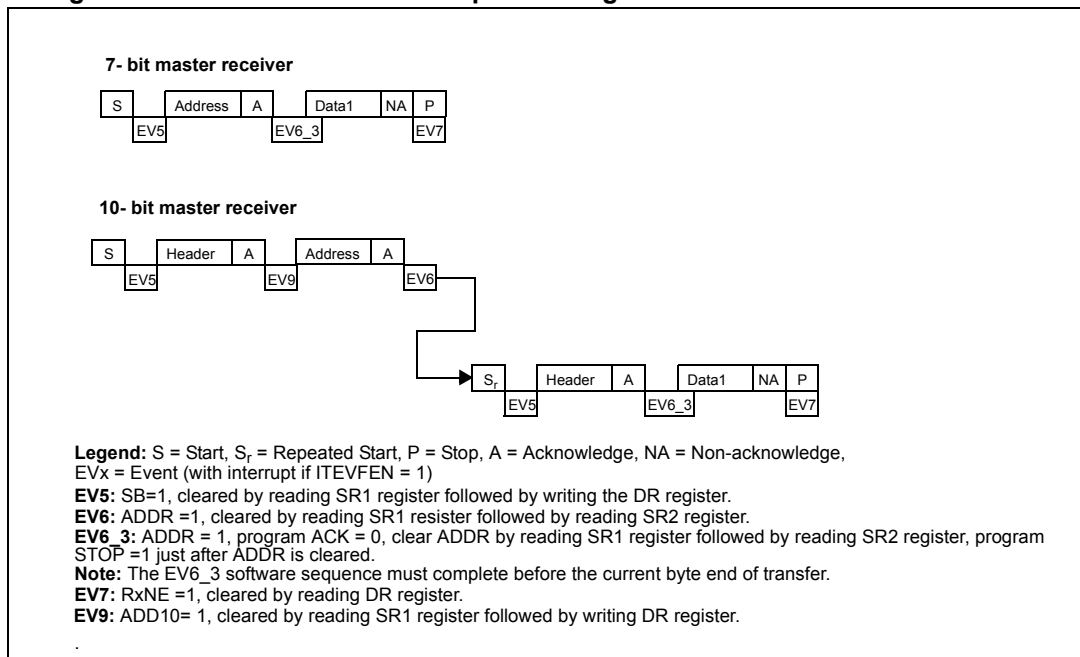 7- bit master receiver
S Address A Data1 NA P
EV5 EV6_3 EV7
10- bit master receiver
S Header A Address A
EV5 EV9 EV6
Sr Header A Data1 NA P
EV5 EV6_3 EV7
Legend: S = Start, Sr = Repeated Start, P = Stop, A = Acknowledge, NA = Non-acknowledge,
EVx = Event (with interrupt if ITEVFEN = 1)
EV5: SB=1, cleared by reading SR1 register followed by writing the DR register.
EV6: ADDR =1, cleared by reading SR1 resister followed by reading SR2 register.
EV6_3: ADDR = 1, program ACK = 0, clear ADDR by reading SR1 register followed by reading SR2 register, program
STOP =1 just after ADDR is cleared.
Note: The EV6_3 software sequence must complete before the current byte end of transfer.
EV7: RxNE =1, cleared by reading DR register.
EV9: ADD10= 1, cleared by reading SR1 register followed by writing DR register.
.